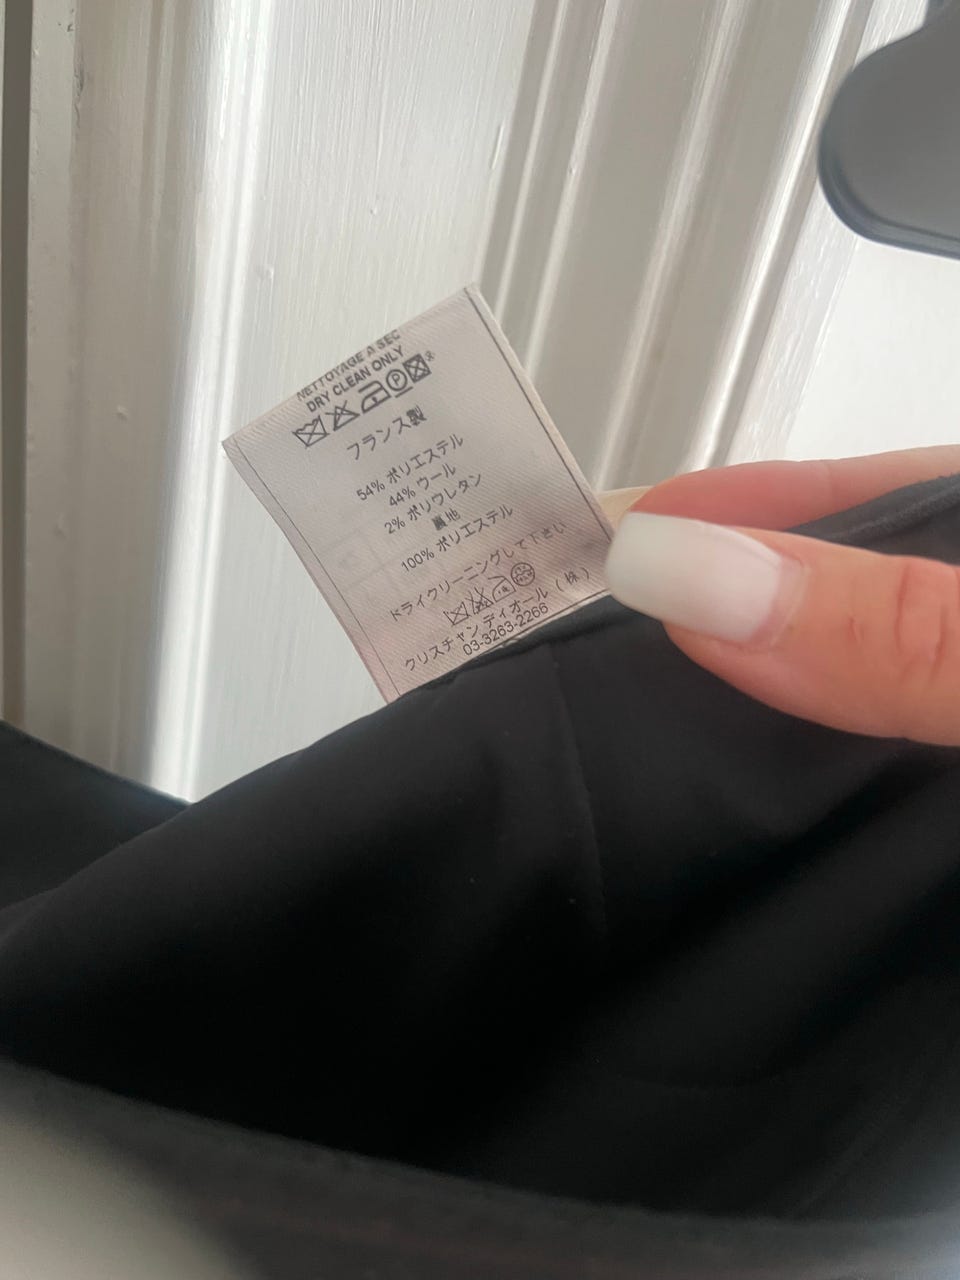 NETTOYAGE A SEC
DRY CLEAN ONLY
P
フランス製
54% ポリエステル
44% ウール
2% ポリウレタン
裏地
100% ポリエステル
ドライクリーニングして下さい
クリスチャン ディオール (株)
03-3263-2266